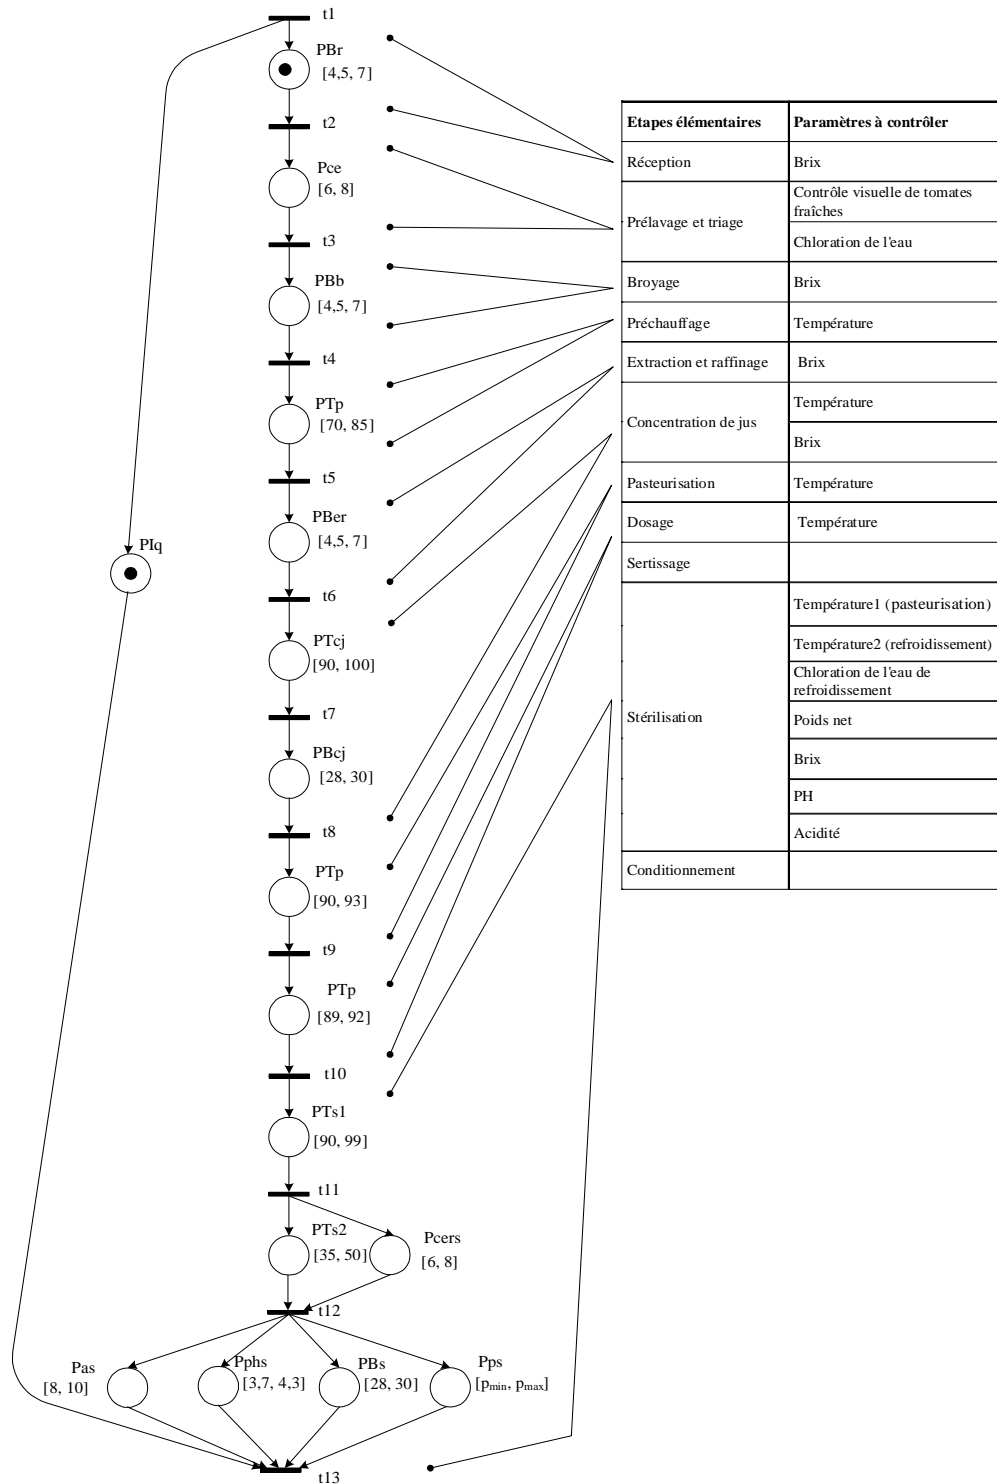 t1
PBr
[4,5, 7]
t2
Pce
[6, 8]
t3
PBb
[4,5, 7]
t4
PTp
[70, 85]
t5
PBer
[4,5, 7]
PIq
t6
PTcj
[90, 100]
t7
PBcj
[28, 30]
t8
PTp
[90, 93]
t9
PTp
[89, 92]
t10
PTs1
[90, 99]
t11
PTs2
[35, 50]
Pcers
[6, 8]
t12
Pas
[8, 10]
Pphs
[3,7, 4,3]
PBs
[28, 30]
Pps
[pmin, pmax]
t13
Etapes élémentaires
Paramètres à contrôler
Réception
Brix
Prélavage et triage
Contrôle visuelle de tomates
fraîches
Chloration de l'eau
Broyage
Brix
Préchauffage
Température
Extraction et raffinage
Brix
Concentration de jus
Température
Brix
Pasteurisation
Température
Dosage
Température
Sertissage
Stérilisation
Température1 (pasteurisation)
Température2 (refroidissement)
Chloration de l'eau de
refroidissement
Poids net
Brix
PH
Acidité
Conditionnement